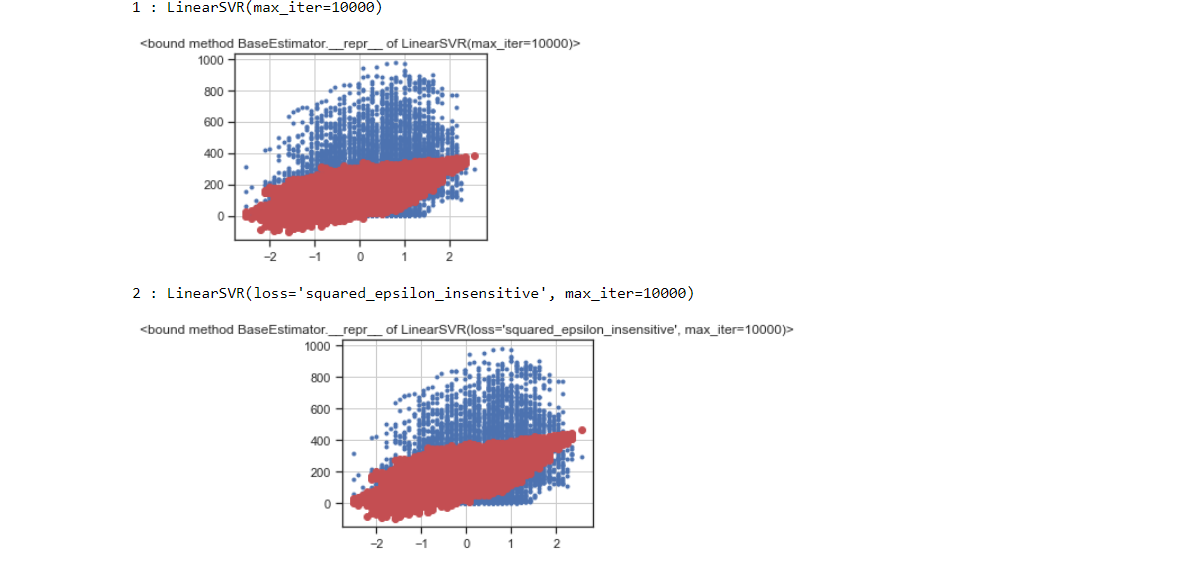 1 : LinearSVR(max_iter=10000)
<bound method BaseEstimator.__repr__ of LinearSVR(max_iter=10000)>
1000
800
600
400
200
0
−2 −1 0 1 2
2 : LinearSVR(loss='squared_epsilon_insensitive', max_iter=10000)
<bound method BaseEstimator.__repr__ of LinearSVR(loss='squared_epsilon_insensitive', max_iter=10000)>
1000
800
600
400
200
0
−2 −1 0 1 2